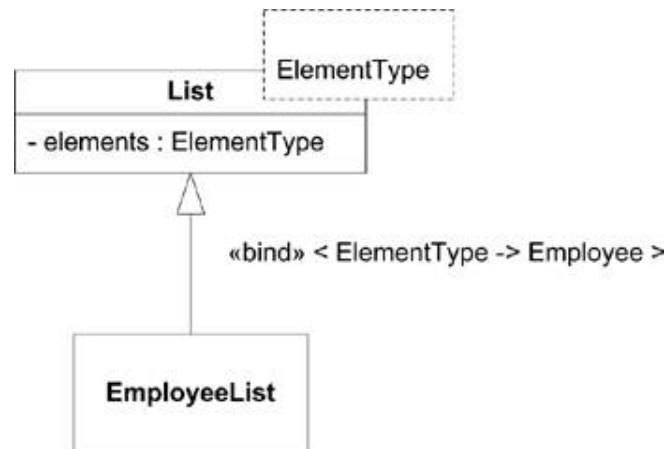 ElementType
List
- elements : ElementType
«bind» < ElementType -> Employee >
EmployeeList